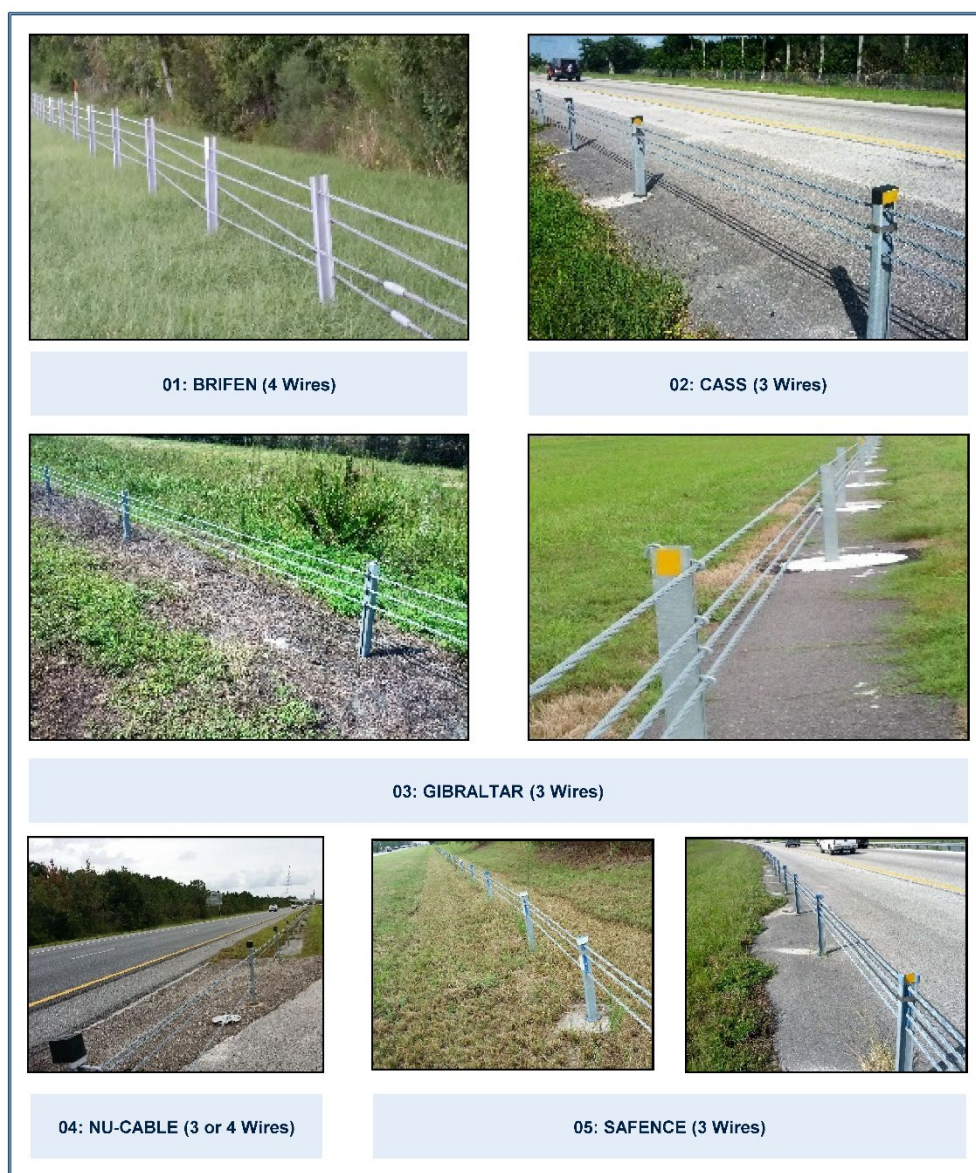 01: BRIFEN (4 Wires)
02: CASS (3 Wires)
03: GIBRALTAR (3 Wires)
04: NU-CABLE (3 or 4 Wires)
05: SAFENCE (3 Wires)